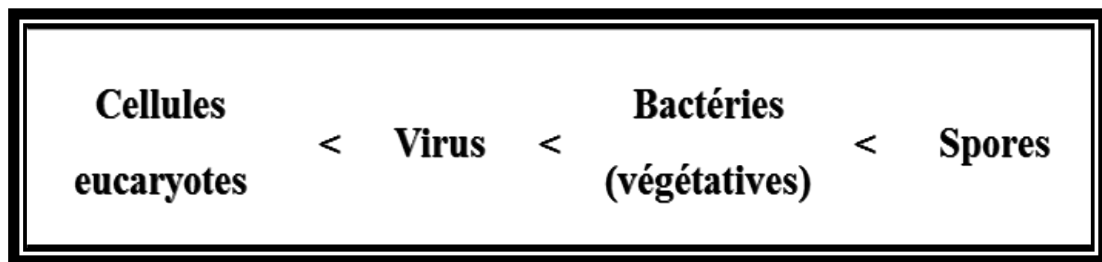 Cellules
eucaryotes
<
Virus
<
Bactéries
(végétatives)
<
Spores